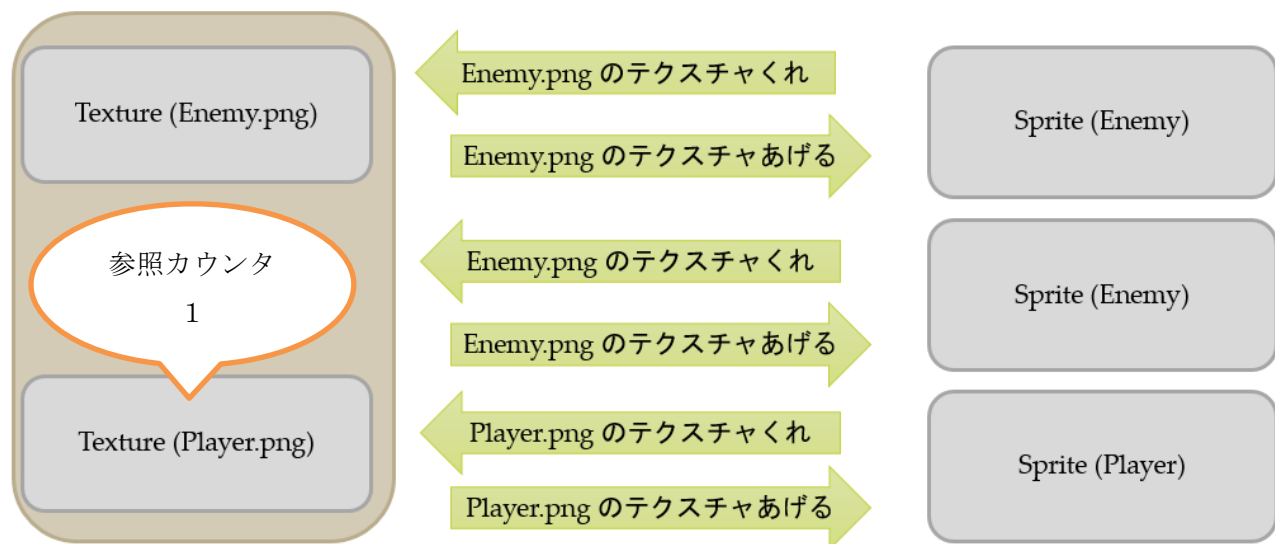 Texture (Enemy.png)
Enemy.png のテクスチャくれ
Enemy.png のテクスチャあげる
Sprite (Enemy)
参照カウンタ
1
Enemy.png のテクスチャくれ
Enemy.png のテクスチャあげる
Sprite (Enemy)
Texture (Player.png)
Player.png のテクスチャくれ
Player.png のテクスチャあげる
Sprite (Player)